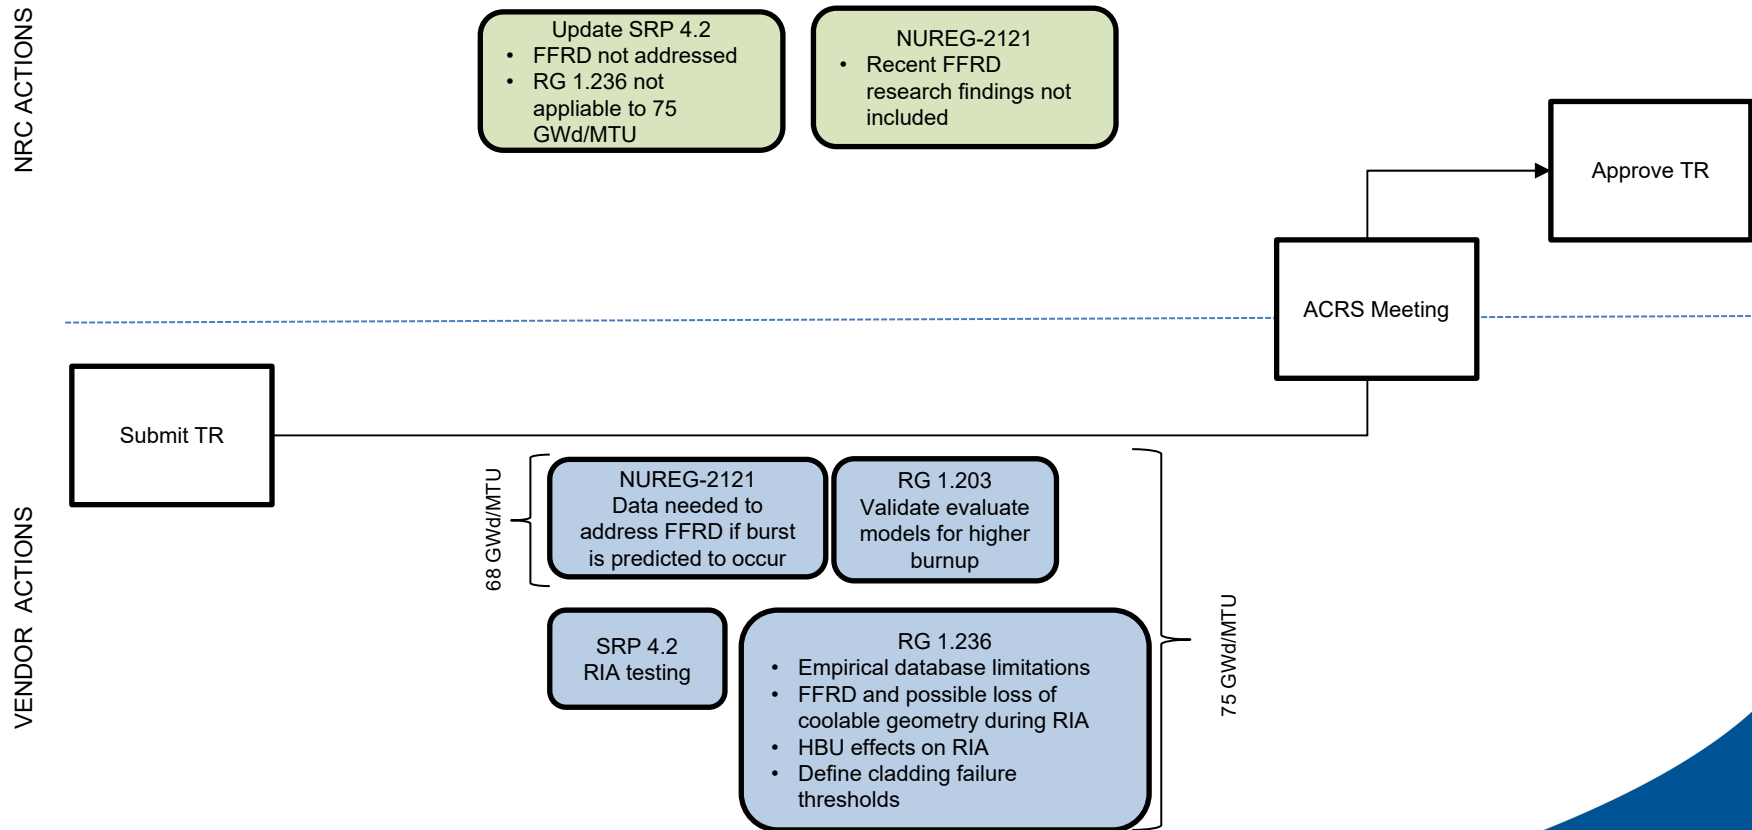 NRC ACTIONS
Update SRP 4.2
• FFRD not addressed
• RG 1.236 not
appliable to 75
GWd/MTU
NUREG-2121
• Recent FFRD
research findings not
included
Approve TR
ACRS Meeting
Submit TR
VENDOR ACTIONS
68 GWd/MTU
NUREG-2121
Data needed to
address FFRD if burst
is predicted to occur
RG 1.203
Validate evaluate
models for higher
burnup
SRP 4.2
RIA testing
RG 1.236
• Empirical database limitations
• FFRD and possible loss of
coolable geometry during RIA
• HBU effects on RIA
• Define cladding failure
thresholds
75 GWd/MTU